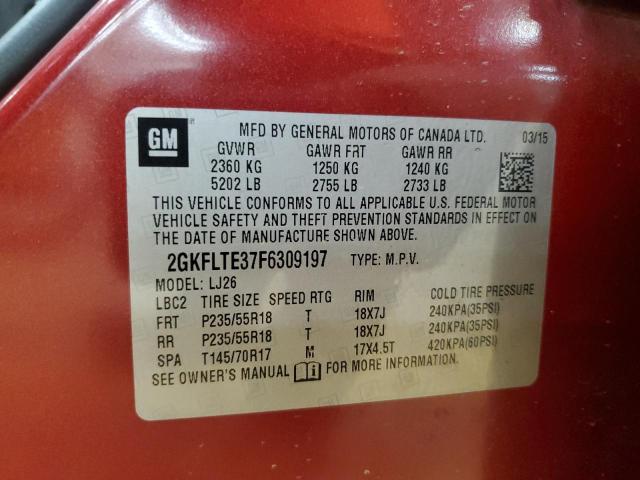 GM
MFD BY GENERAL MOTORS OF CANADA LTD. 03/15
GVWR GAWR FRT GAWR RR
2360 KG 1250 KG 1240 KG
5202 LB 2755 LB 2733 LB
THIS VEHICLE CONFORMS TO ALL APPLICABLE U.S. FEDERAL MOTOR
VEHICLE SAFETY AND THEFT PREVENTION STANDARDS IN EFFECT ON
THE DATE OF MANUFACTURE SHOWN ABOVE.
2GKFLTE37F6309197 TYPE: M.P.V.
MODEL: LJ26
LBC2 TIRE SIZE SPEED RTG RIM COLD TIRE PRESSURE
FRT P235/55R18 T 18X7J 240KPA(35PSI)
RR P235/55R18 T 18X7J 240KPA(35PSI)
SPA T145/70R17 M 17X4.5T 420KPA(60PSI)
SEE OWNER'S MANUAL FOR MORE INFORMATION.